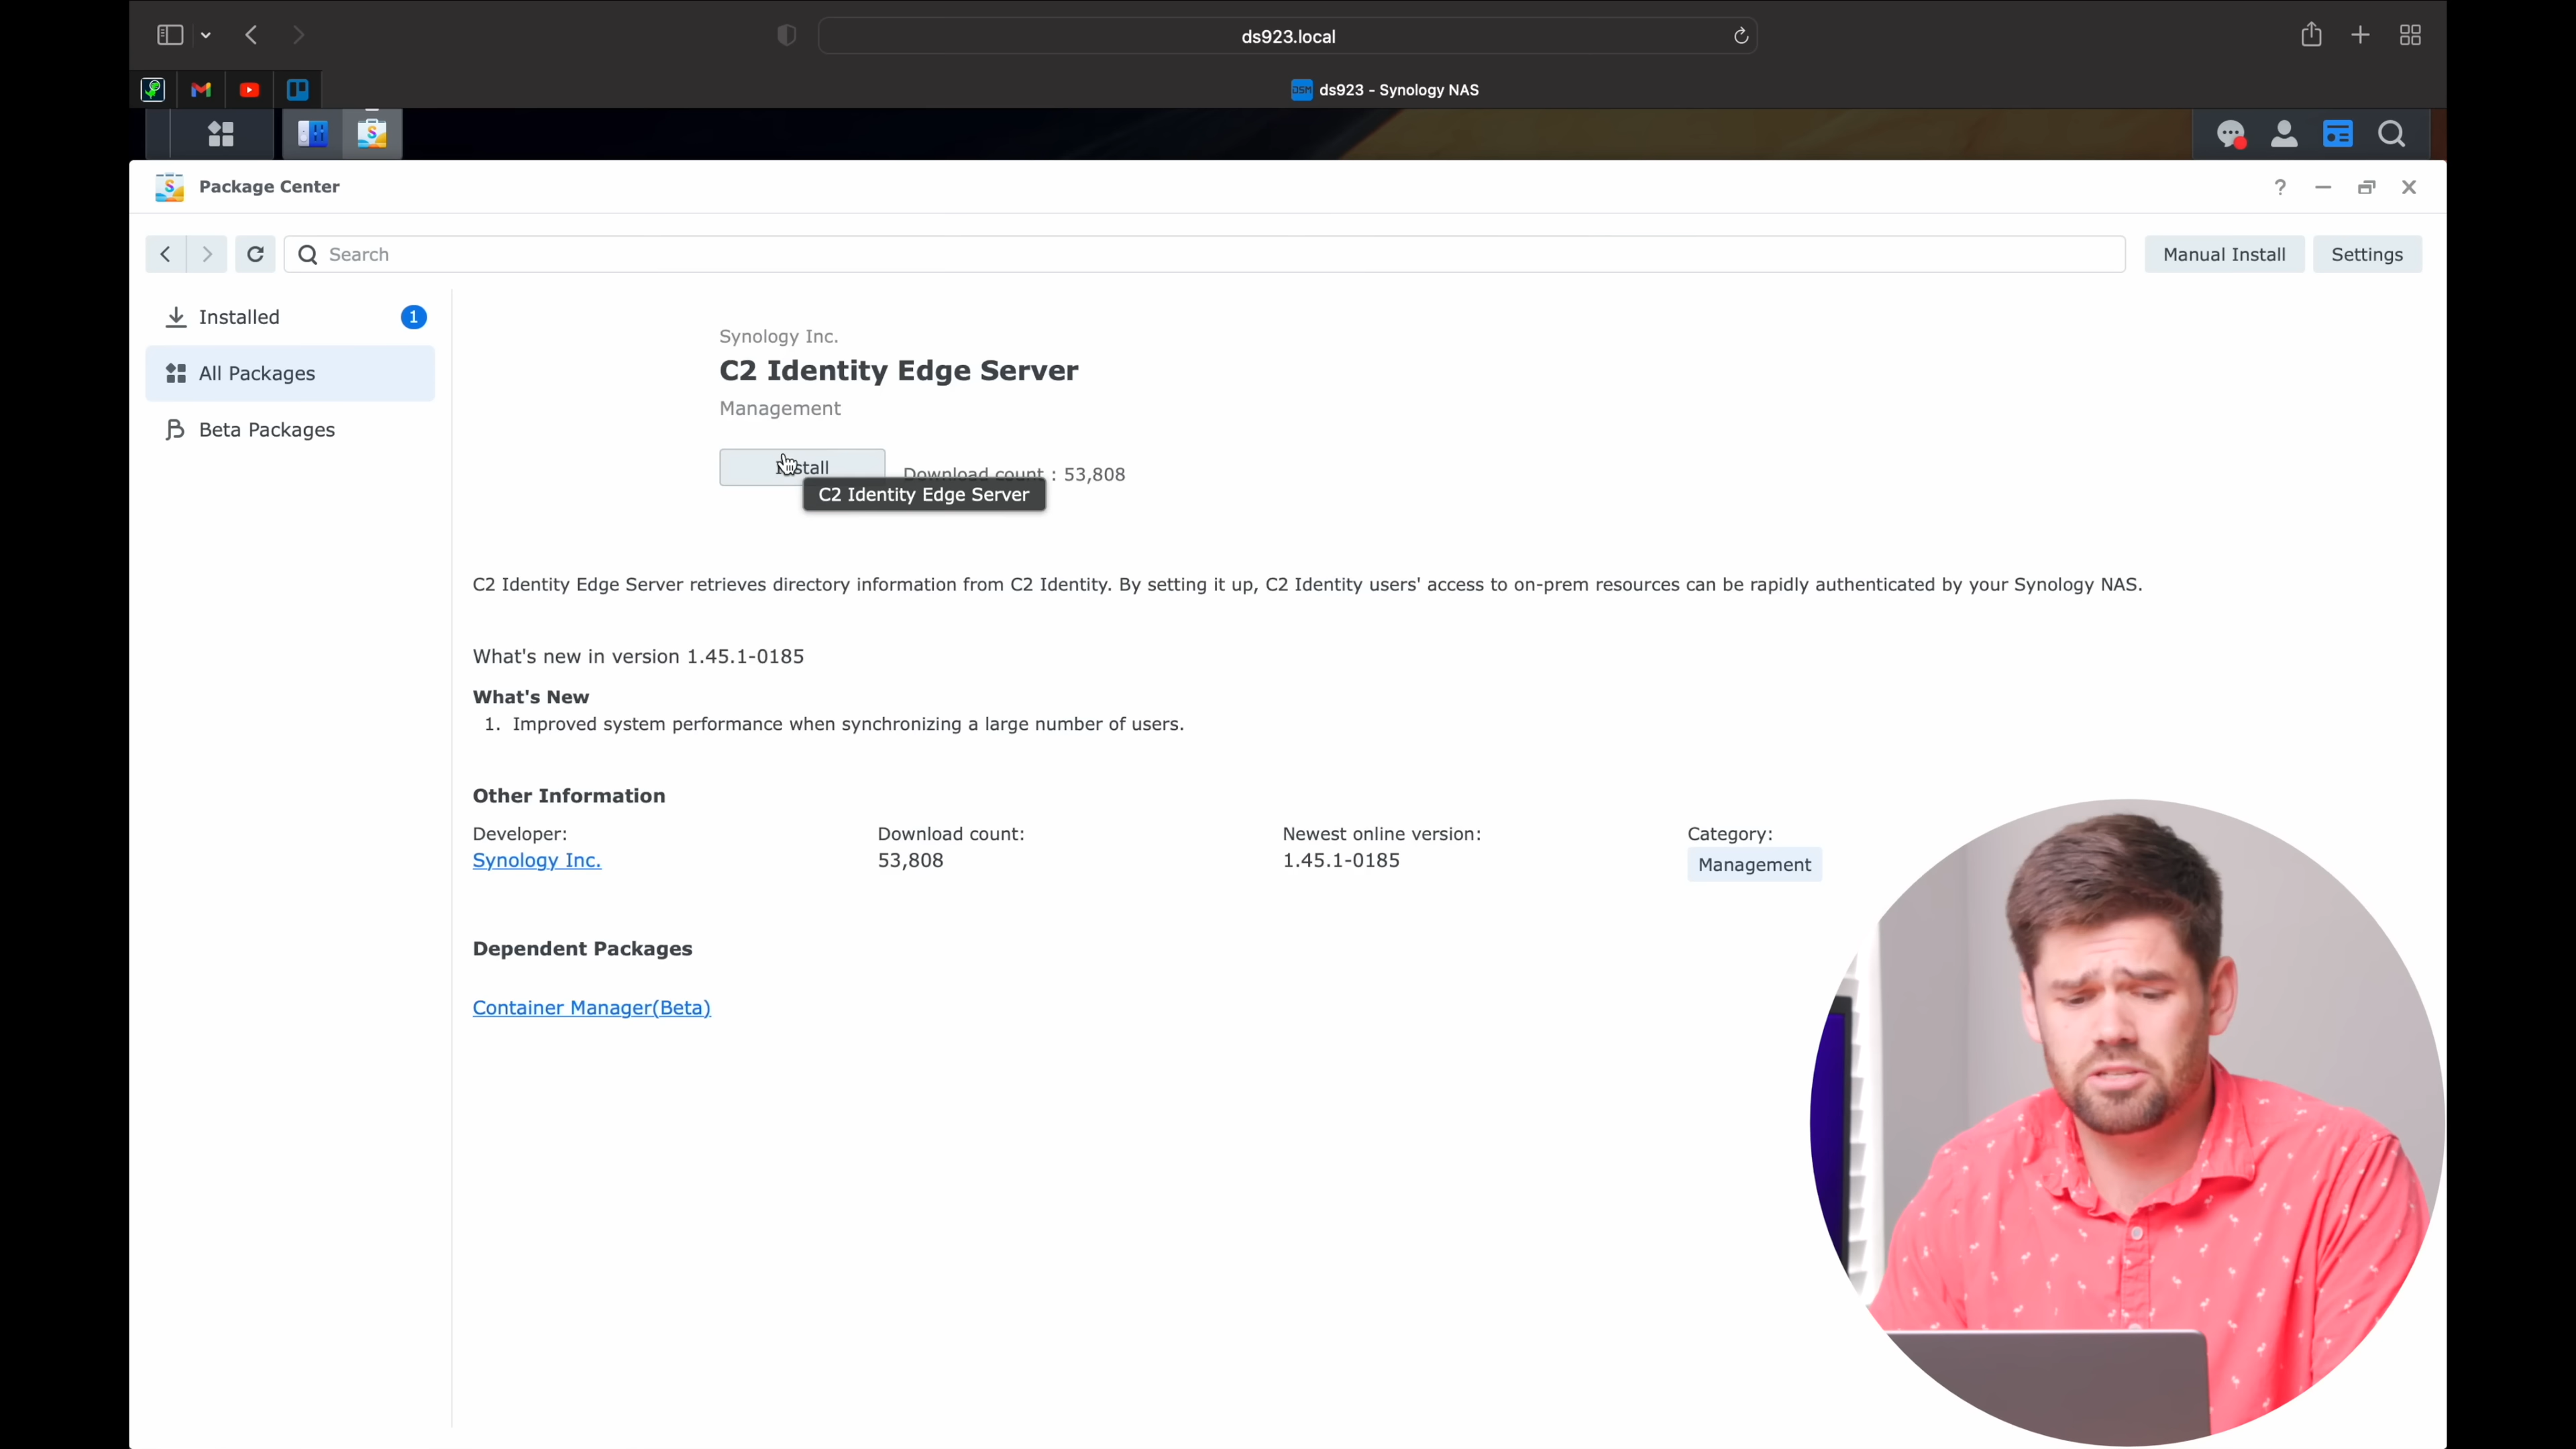 ds923.local
DSM ds923 - Synology NAS
S
S Package Center
Search
Manual Install
Settings
Installed
1
All Packages
Beta Packages
Synology Inc.
C2 Identity Edge Server
Management
Install
Download count : 53,808
C2 Identity Edge Server
C2 Identity Edge Server retrieves directory information from C2 Identity. By setting it up, C2 Identity users' access to on-prem resources can be rapidly authenticated by your Synology NAS.
What's new in version 1.45.1-0185
What's New
1. Improved system performance when synchronizing a large number of users.
Other Information
Developer:
Synology Inc.
Download count:
53,808
Newest online version:
1.45.1-0185
Category:
Management
Dependent Packages
Container Manager(Beta)